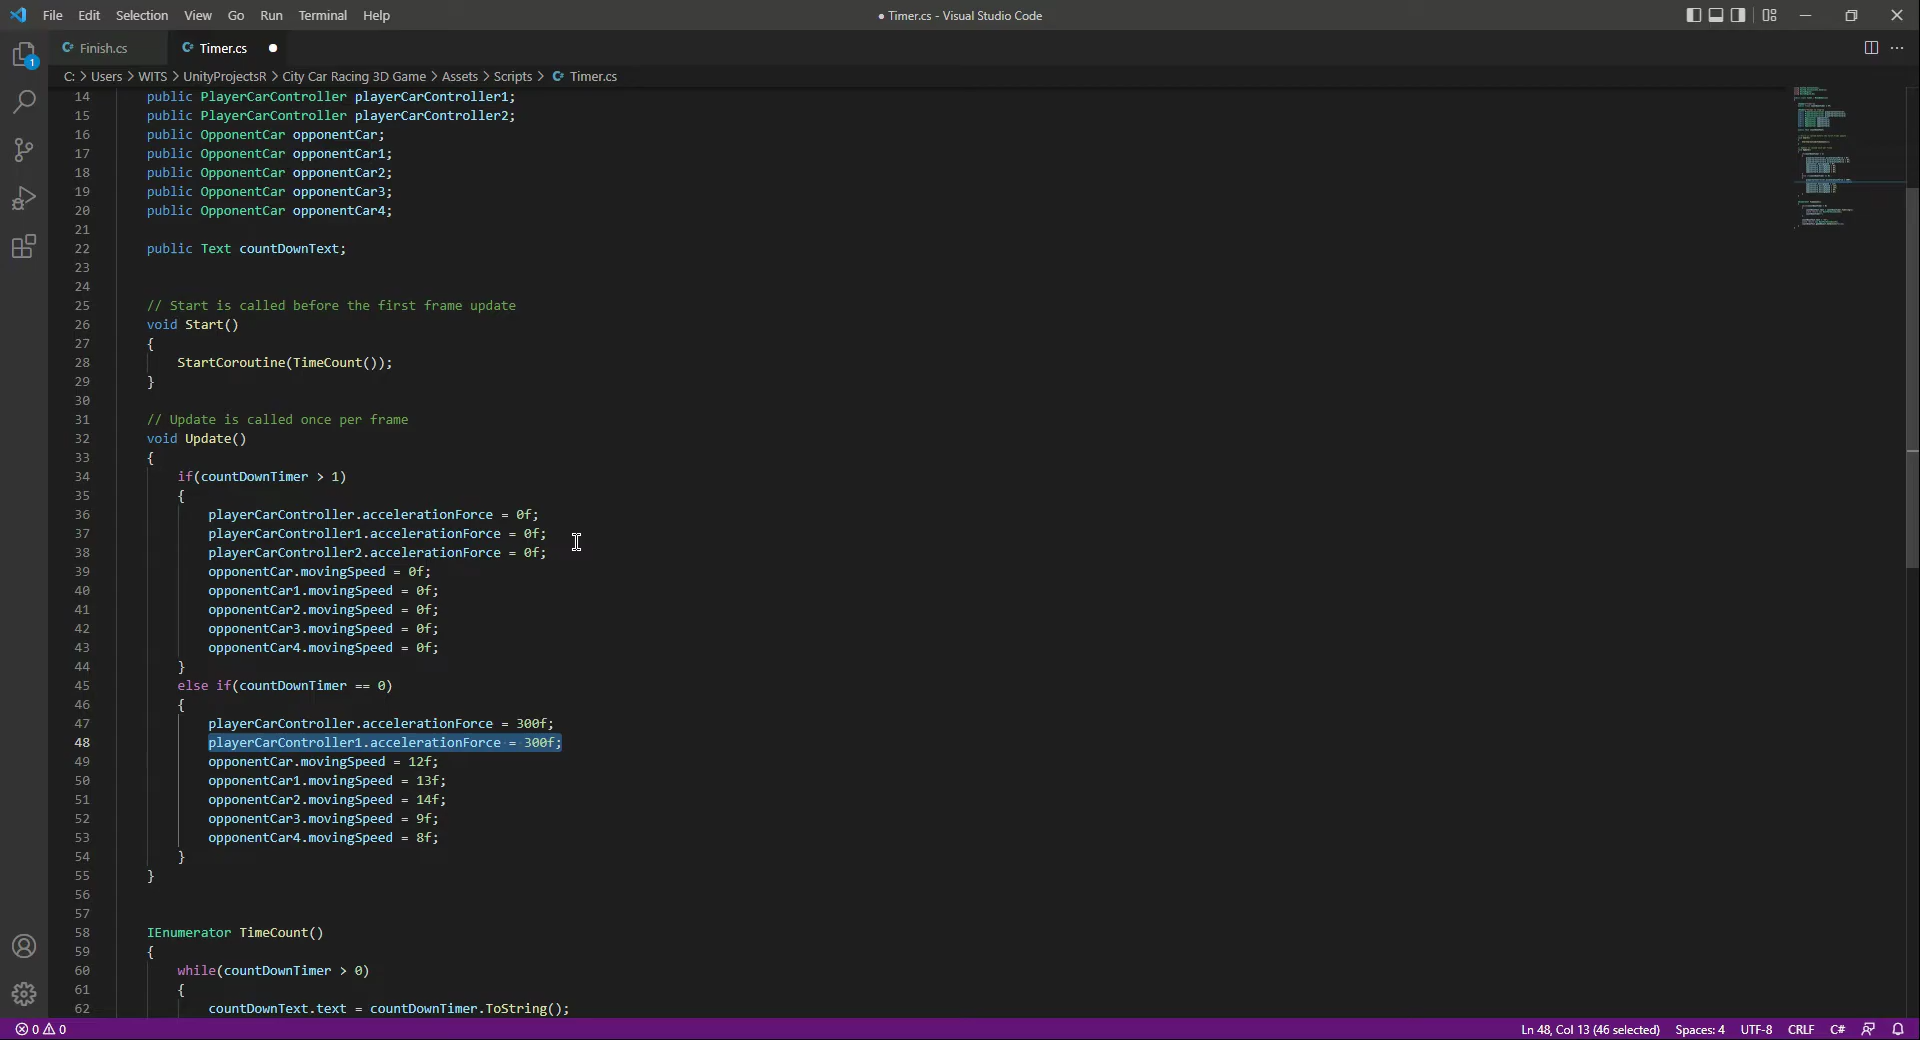 File Edit Selection View Go Run Terminal Help
● Timer.cs - Visual Studio Code
Finish.cs Timer.cs
C: > Users > WITS > UnityProjectsR > City Car Racing 3D Game > Assets > Scripts > Timer.cs
1
14 public PlayerCarController playerCarController1;
15 public PlayerCarController playerCarController2;
16 public OpponentCar opponentCar;
17 public OpponentCar opponentCar1;
18 public OpponentCar opponentCar2;
19 public OpponentCar opponentCar3;
20 public OpponentCar opponentCar4;
21
22 public Text countDownText;
23
24
25 // Start is called before the first frame update
26 void Start()
27 {
28 StartCoroutine(TimeCount());
29 }
30
31 // Update is called once per frame
32 void Update()
33 {
34 if(countDownTimer > 1)
35 {
36 playerCarController.accelerationForce = 0f;
37 playerCarController1.accelerationForce = 0f;
38 playerCarController2.accelerationForce = 0f;
39 opponentCar.movingSpeed = 0f;
40 opponentCar1.movingSpeed = 0f;
41 opponentCar2.movingSpeed = 0f;
42 opponentCar3.movingSpeed = 0f;
43 opponentCar4.movingSpeed = 0f;
44 }
45 else if(countDownTimer == 0)
46 {
47 playerCarController.accelerationForce = 300f;
48 playerCarController1.accelerationForce = 300f;
49 opponentCar.movingSpeed = 12f;
50 opponentCar1.movingSpeed = 13f;
51 opponentCar2.movingSpeed = 14f;
52 opponentCar3.movingSpeed = 9f;
53 opponentCar4.movingSpeed = 8f;
54 }
55 }
56
57
58 IEnumerator TimeCount()
59 {
60 while(countDownTimer > 0)
61 {
62 countDownText.text = countDownTimer.ToString();
0 0 Ln 48, Col 13 (46 selected) Spaces: 4 UTF-8 CRLF C#